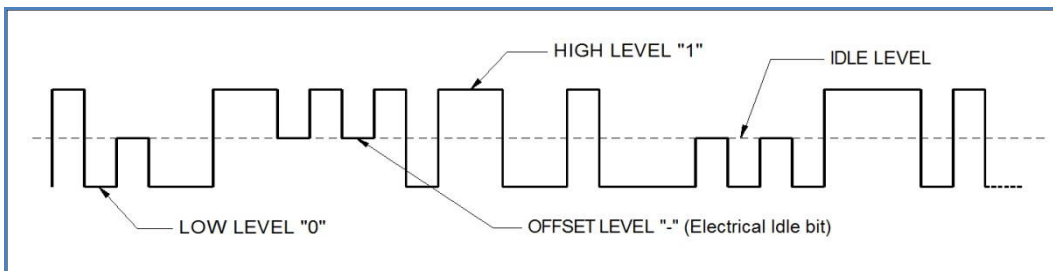 HIGH LEVEL "1"
IDLE LEVEL
LOW LEVEL "0"
OFFSET LEVEL "-" (Electrical Idle bit)